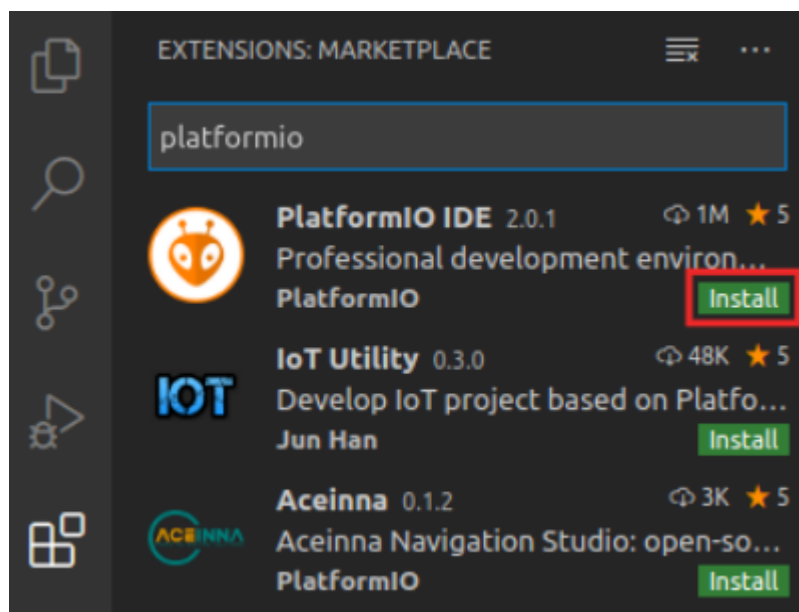 EXTENSIONS: MARKETPLACE
platformio
PlatformIO IDE 2.0.1 1M ★ 5
Professional development environ...
PlatformIO Install
IOT
IoT Utility 0.3.0 48K ★ 5
Develop IoT project based on Platfo...
Jun Han Install
ACEINNA
Aceinna 0.1.2 3K ★ 5
Aceinna Navigation Studio: open-so...
PlatformIO Install